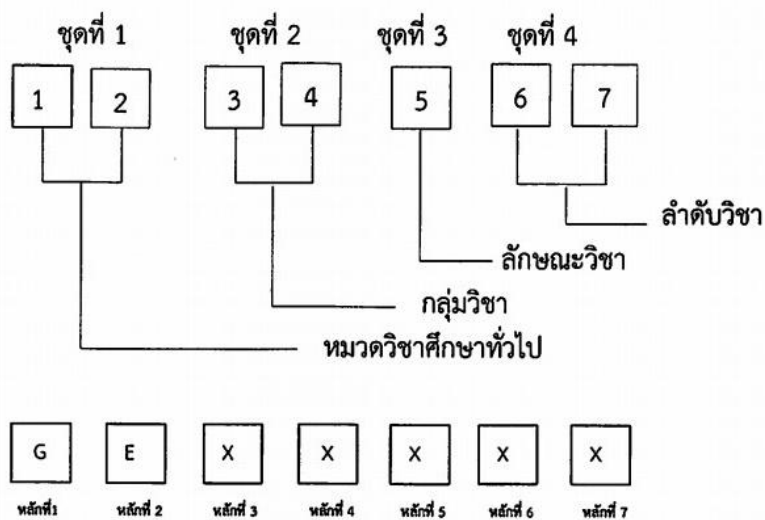 ชุดที่ 1 ชุดที่ 2 ชุดที่ 3 ชุดที่ 4
1 2 3 4 5 6 7
ลำดับวิชา
ลักษณะวิชา
กลุ่มวิชา
หมวดวิชาศึกษาทั่วไป
G E X X X X X
หลักที่1 หลักที่ 2 หลักที่ 3 หลักที่ 4 หลักที่ 5 หลักที่ 6 หลักที่ 7